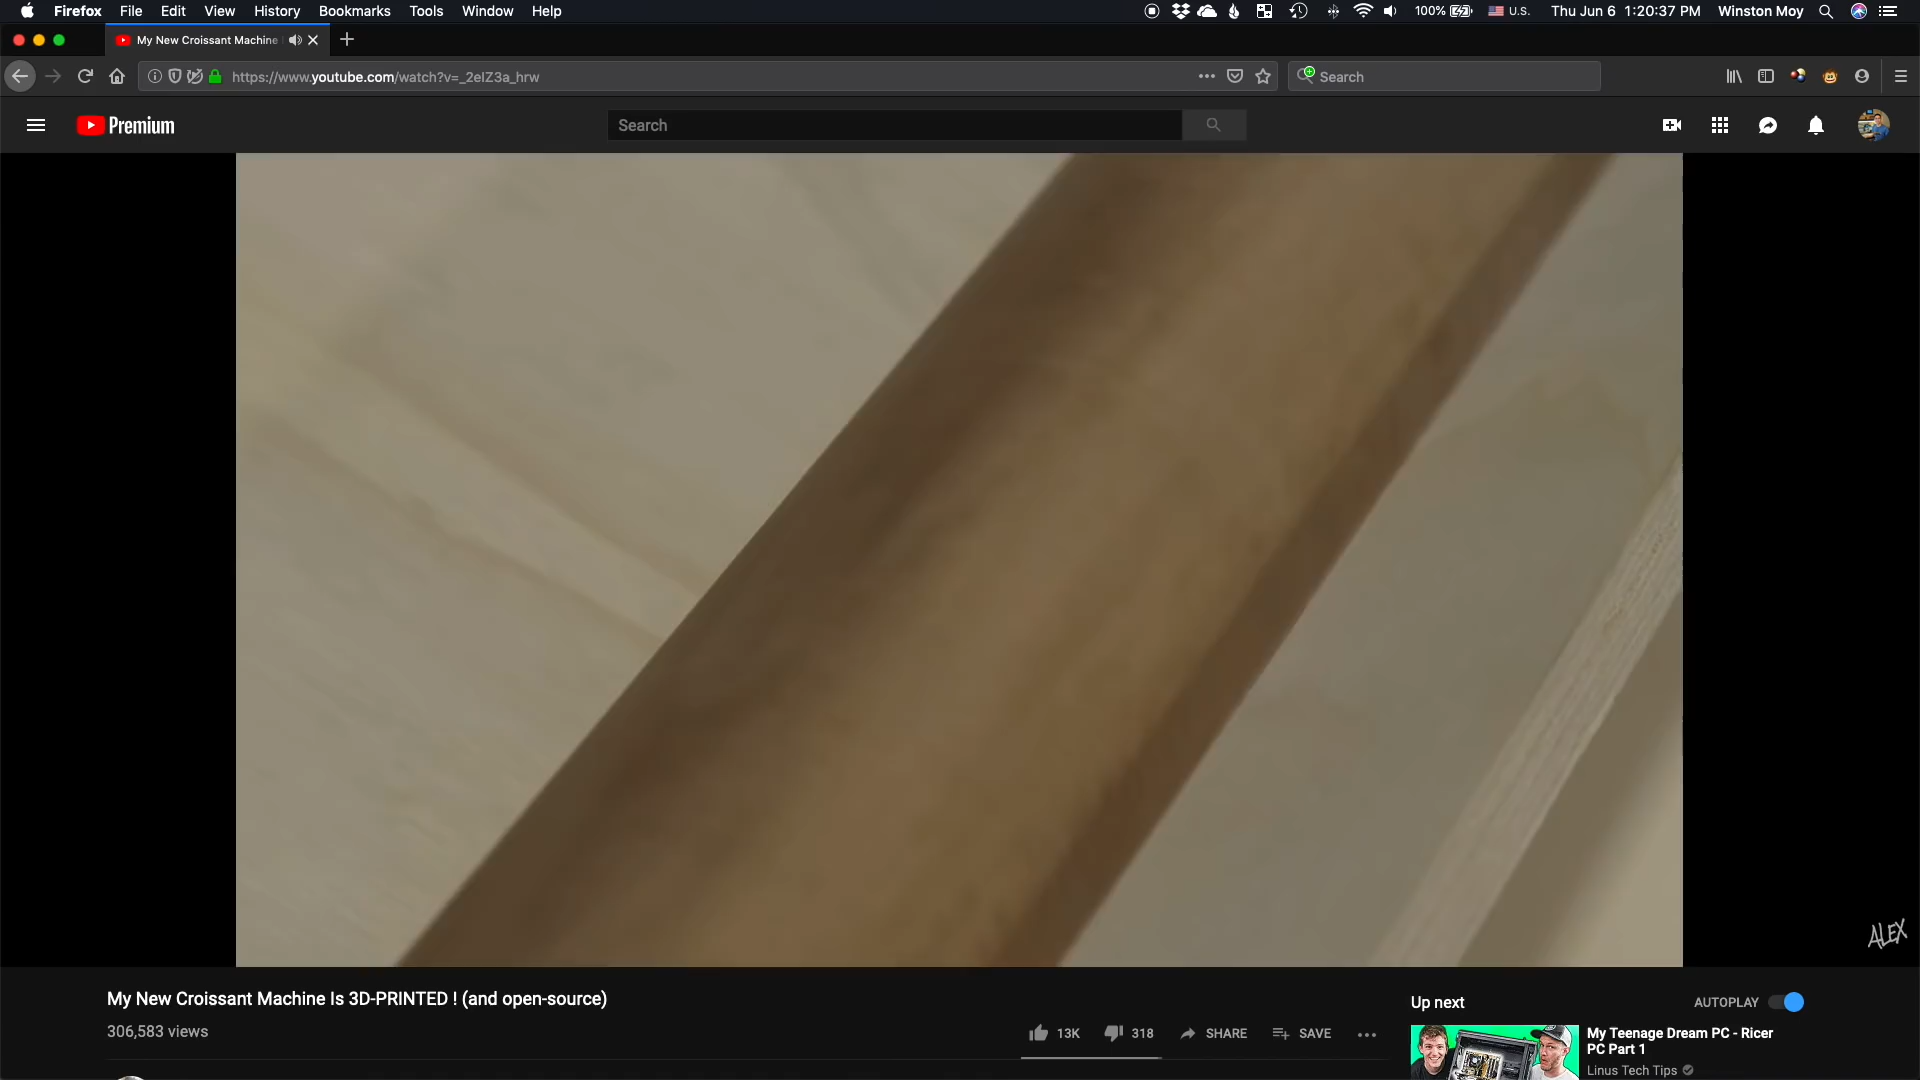 Firefox File Edit View History Bookmarks Tools Window Help 100% U.S. Thu Jun 6 1:20:37 PM Winston Moy
My New Croissant Machine
https://www.youtube.com/watch?v=_2eIZ3a_hrw Search
Premium Search
ALEX
My New Croissant Machine Is 3D-PRINTED ! (and open-source)
306,583 views
13K 318 SHARE SAVE
Up next AUTOPLAY
My Teenage Dream PC - Ricer
PC Part 1
Linus Tech Tips